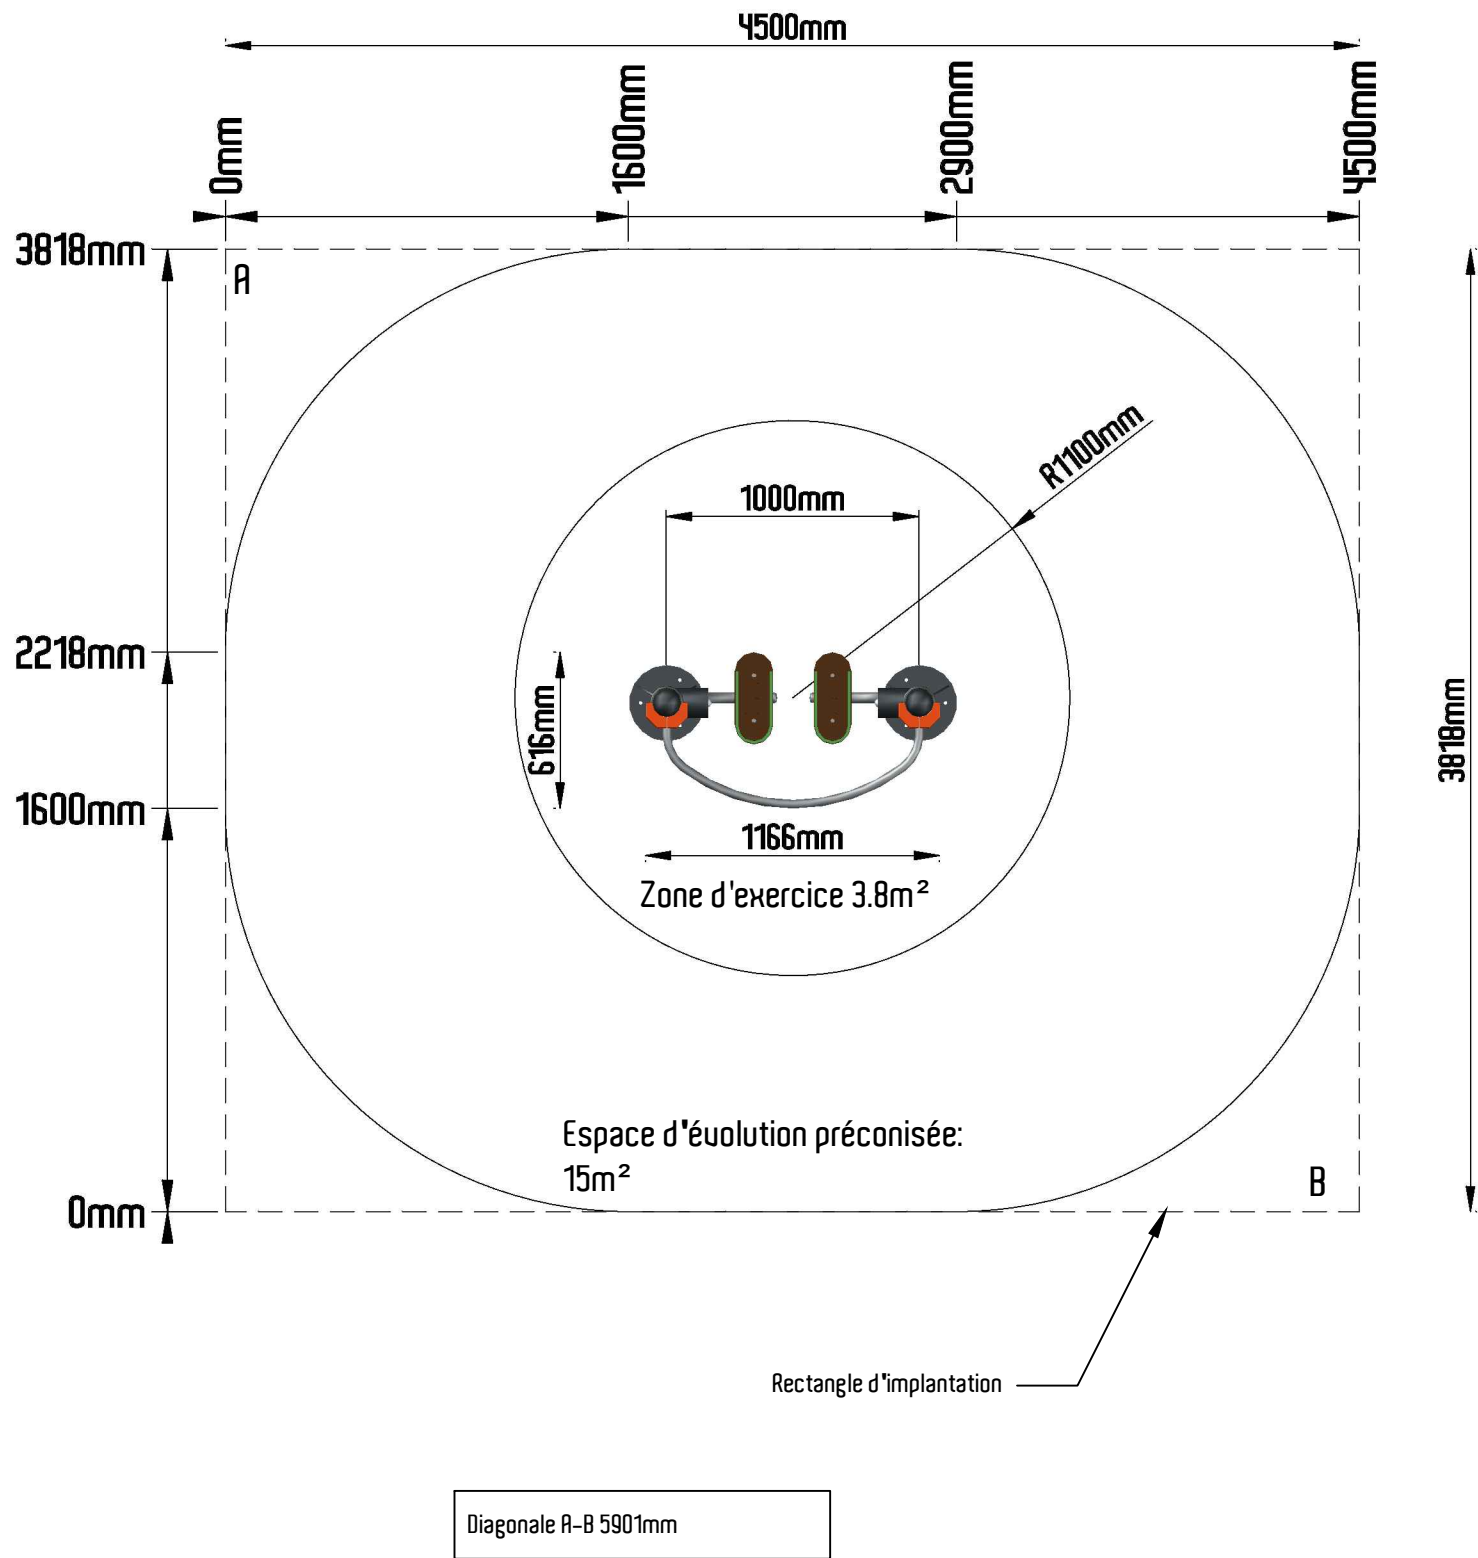 4500mm
0mm
1600mm
2900mm
4500mm
3818mm
A
R1100mm
1000mm
2218mm
616mm
3818mm
1600mm
1166mm
Zone d'exercice 3.8m²
Espace d'évolution préconisée:
15m²
B
0mm
Rectangle d'implantation
Diagonale A-B 5901mm